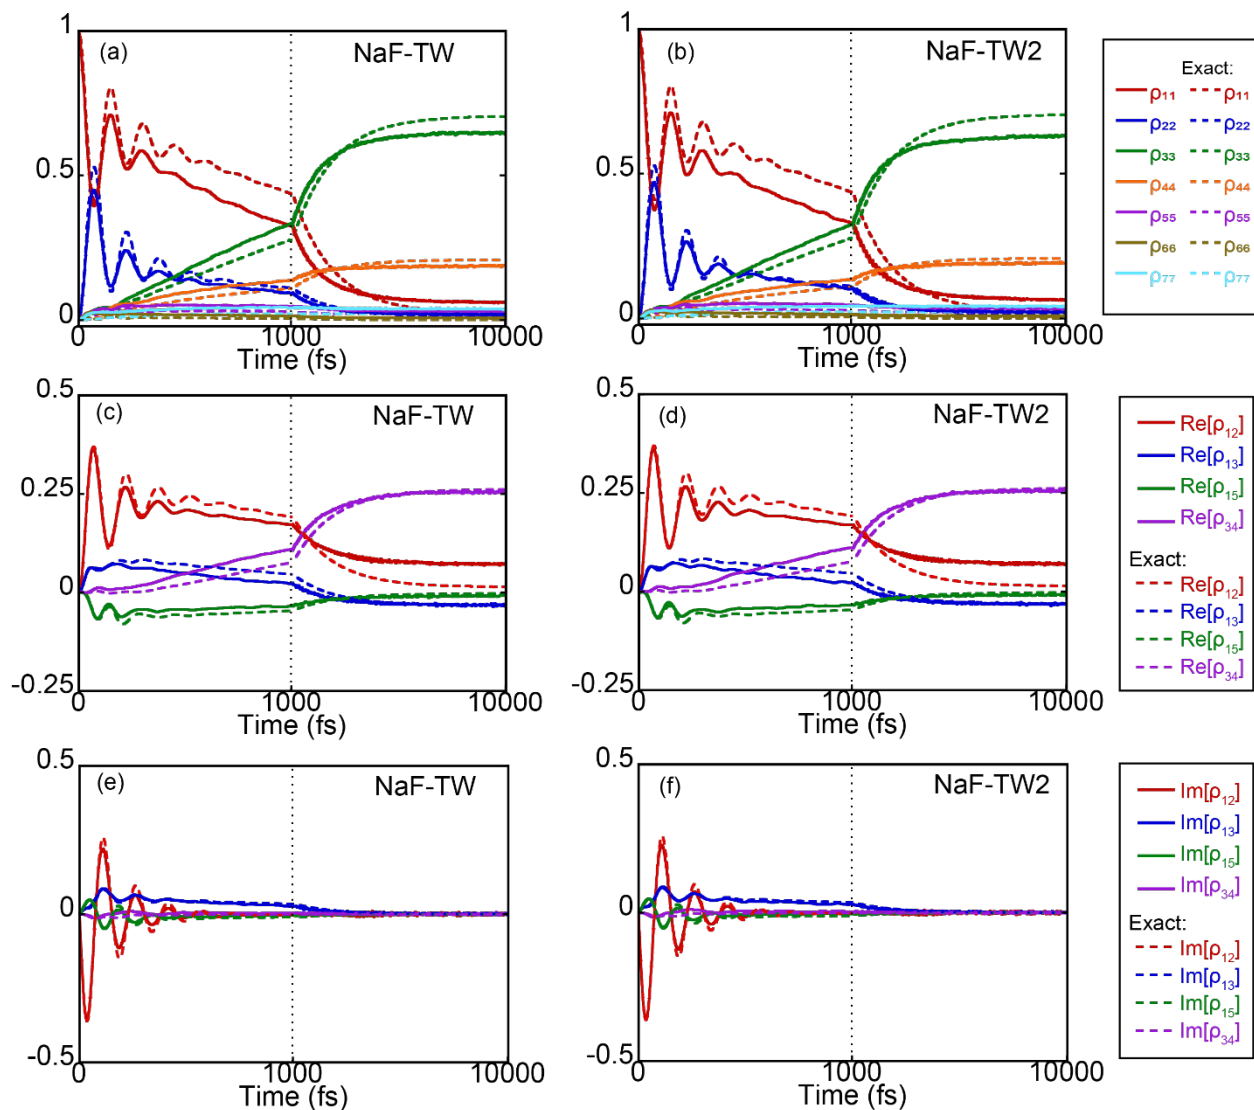 (a) NaF-TW
1
0.5
0
0 1000 10000
Time (fs)
(b) NaF-TW2
1
0.5
0
0 1000 10000
Time (fs)
Exact:
ρ₁₁ ρ₁₁
ρ₂₂ ρ₂₂
ρ₃₃ ρ₃₃
ρ₄₄ ρ₄₄
ρ₅₅ ρ₅₅
ρ₆₆ ρ₆₆
ρ₇₇ ρ₇₇
(c) NaF-TW
0.5
0.25
0
-0.25
0 1000 10000
Time (fs)
(d) NaF-TW2
0.5
0.25
0
-0.25
0 1000 10000
Time (fs)
Re[ρ₁₂]
Re[ρ₁₃]
Re[ρ₁₅]
Re[ρ₃₄]
Exact:
Re[ρ₁₂]
Re[ρ₁₃]
Re[ρ₁₅]
Re[ρ₃₄]
(e) NaF-TW
0.5
0
-0.5
0 1000 10000
Time (fs)
(f) NaF-TW2
0.5
0
-0.5
0 1000 10000
Time (fs)
Im[ρ₁₂]
Im[ρ₁₃]
Im[ρ₁₅]
Im[ρ₃₄]
Exact:
Im[ρ₁₂]
Im[ρ₁₃]
Im[ρ₁₅]
Im[ρ₃₄]